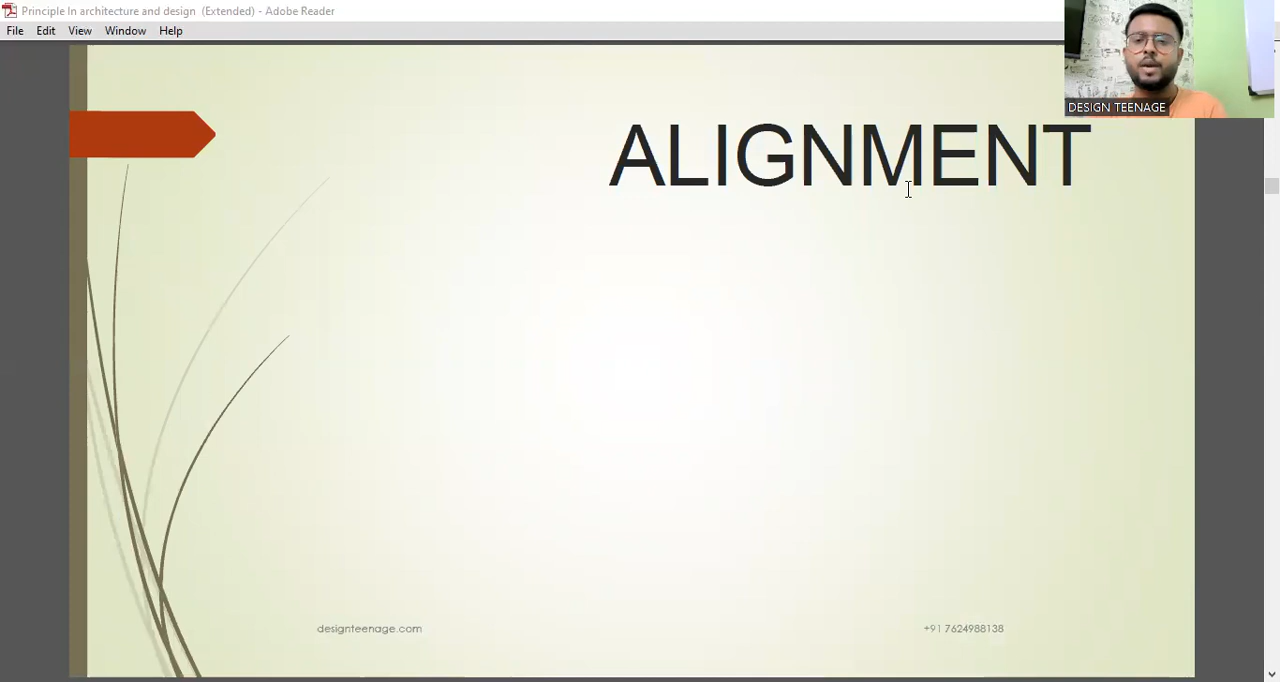 Principle In architecture and design (Extended) - Adobe Reader
File Edit View Window Help
DESIGN TEENAGE
ALIGNMENT
designteenage.com
+91 7624988138